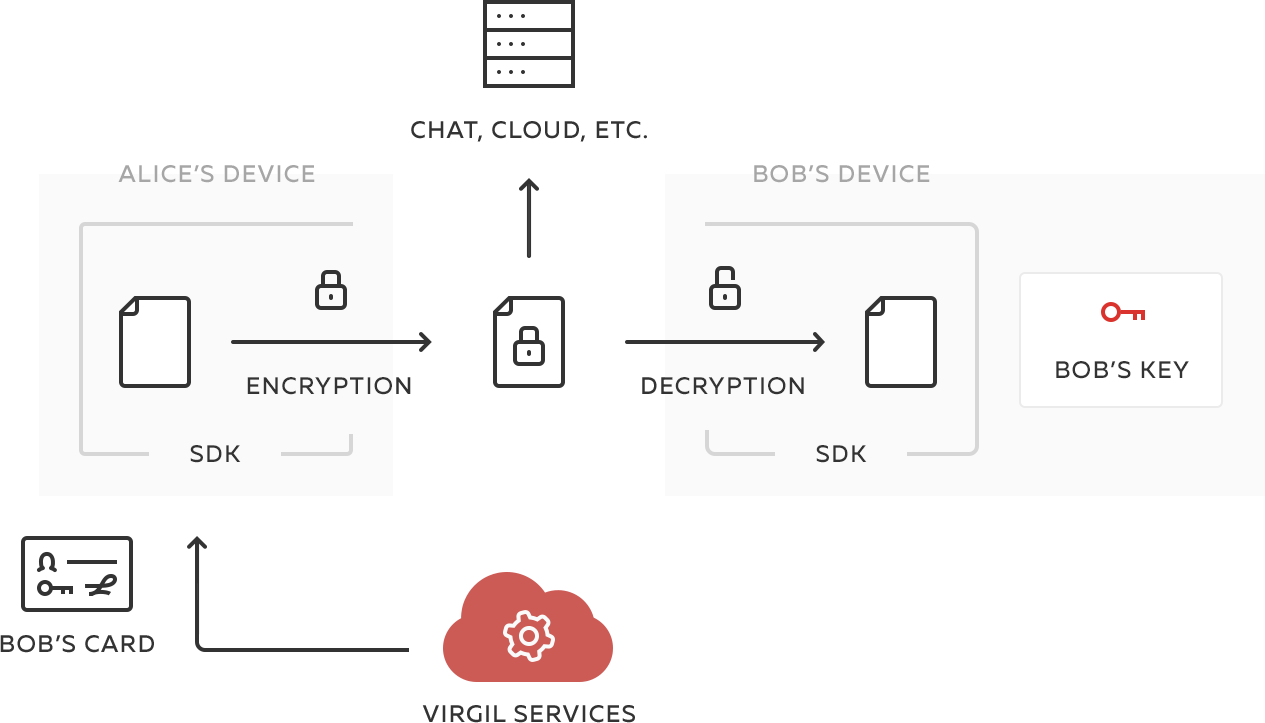 CHAT, CLOUD, ETC.
ALICE’S DEVICE
BOB’S DEVICE
ENCRYPTION
DECRYPTION
BOB’S KEY
SDK
SDK
BOB’S CARD
VIRGIL SERVICES